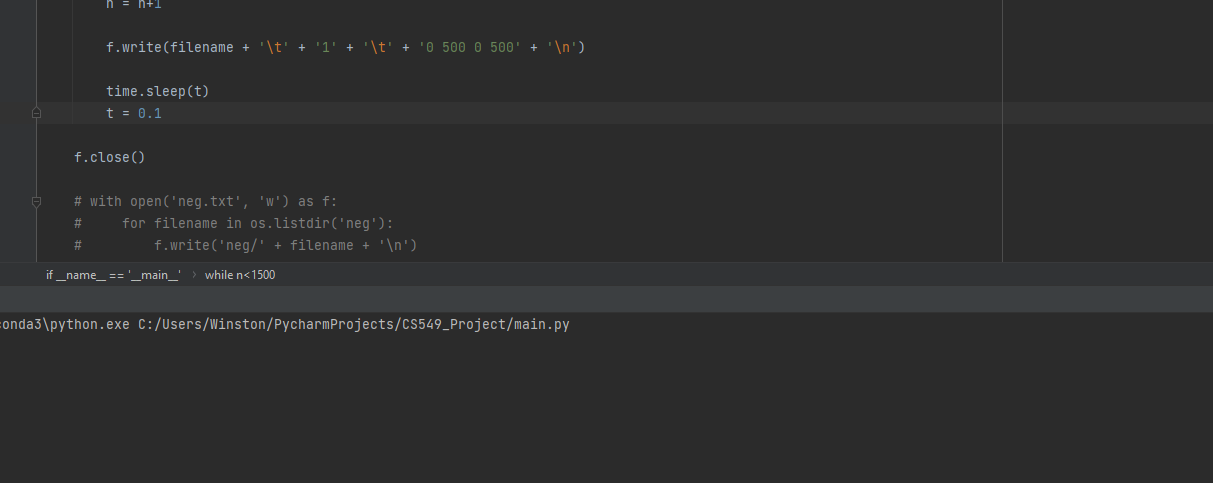 n = n+1
f.write(filename + '\t' + '1' + '\t' + '0 500 0 500' + '\n')
time.sleep(t)
t = 0.1
f.close()
# with open('neg.txt', 'w') as f:
#     for filename in os.listdir('neg'):
#         f.write('neg/' + filename + '\n')
if __name__ == '__main__' › while n<1500
conda3\python.exe C:/Users/Winston/PycharmProjects/CS549_Project/main.py